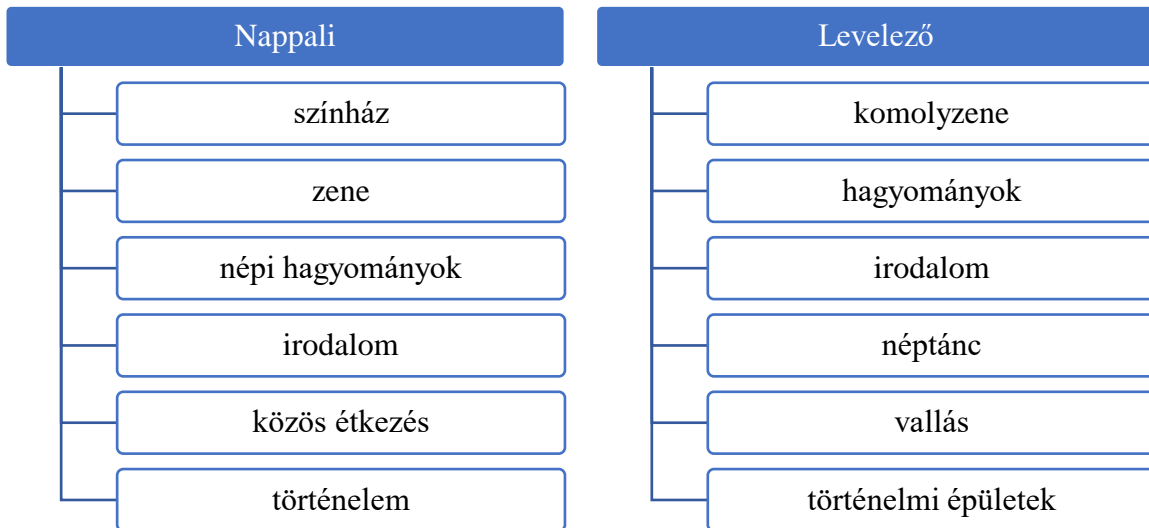 Nappali
színház
zene
népi hagyományok
irodalom
közös étkezés
történelem
Levelező
komolyzene
hagyományok
irodalom
néptánc
vallás
történelmi épületek